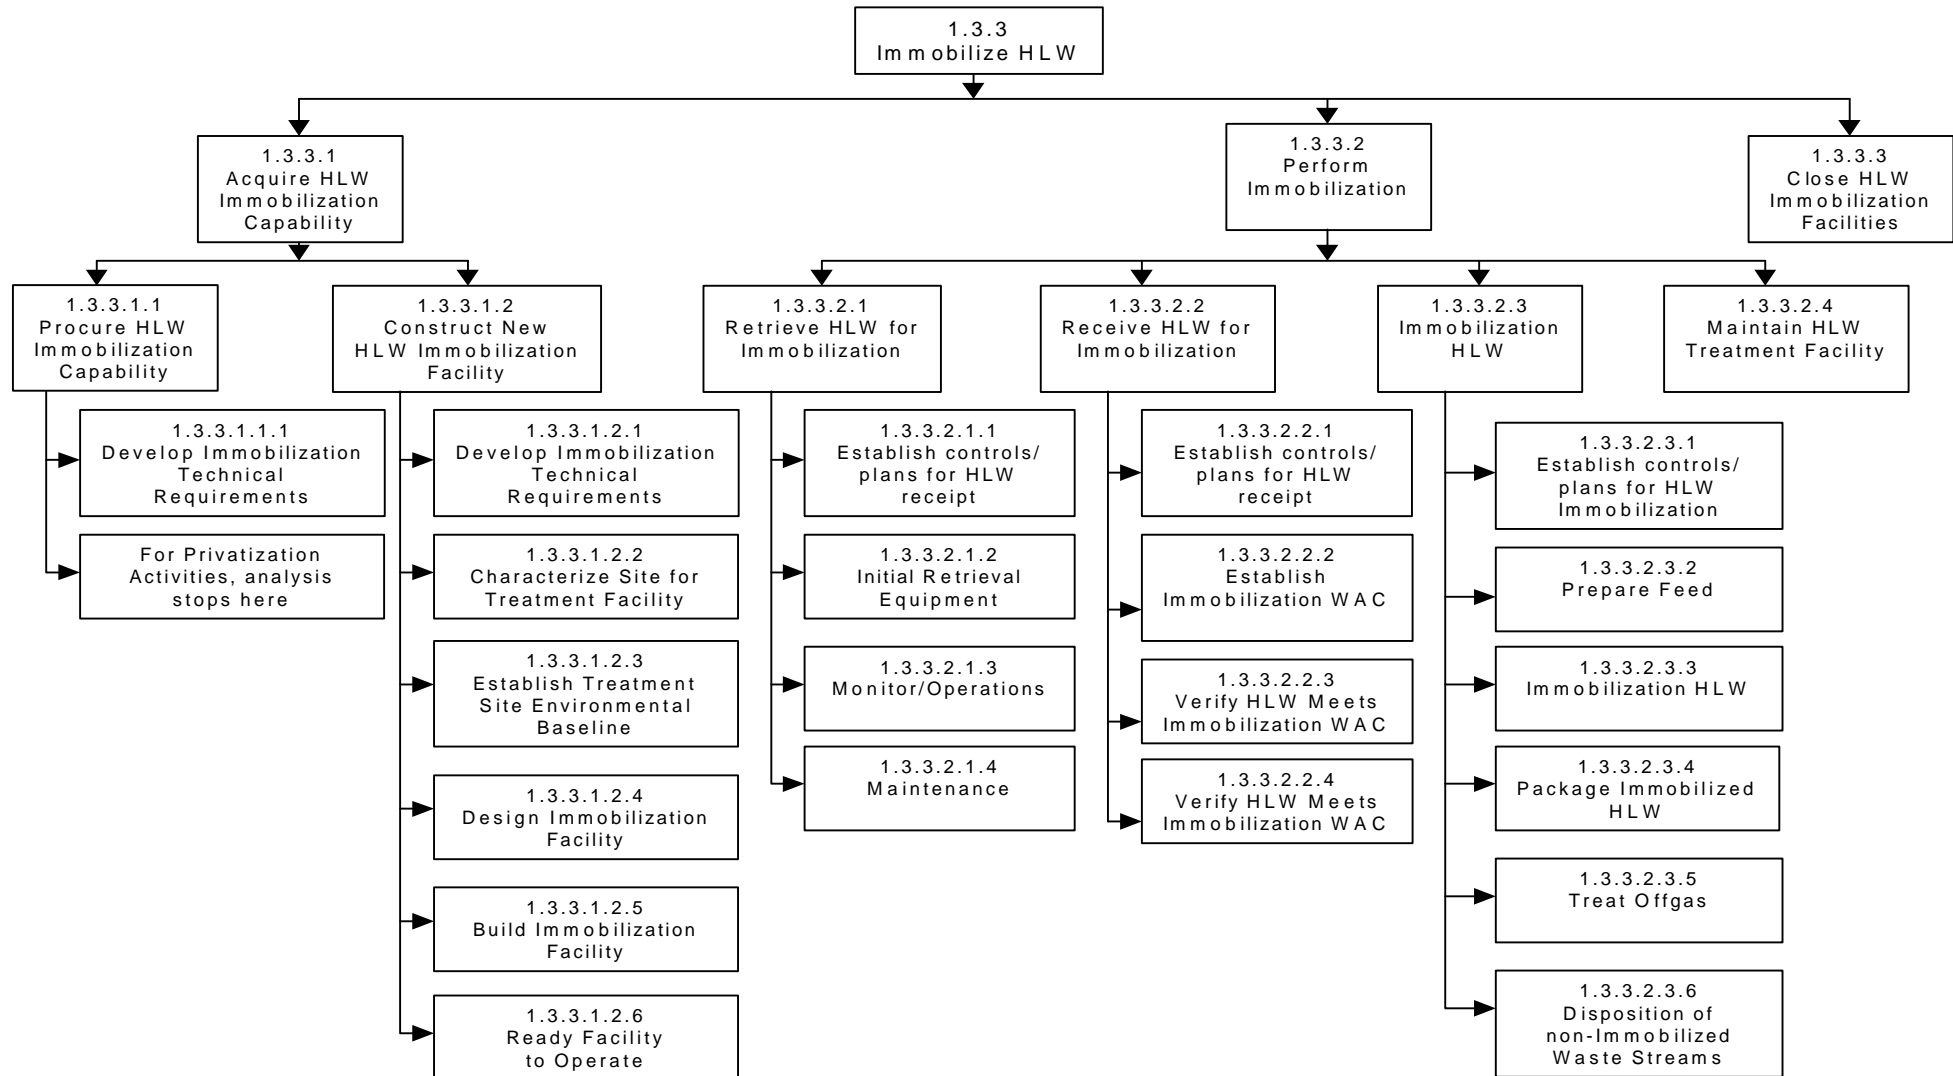 1.3.3
Immobilize HLW
1.3.3.1
Acquire HLW
Immobilization
Capability
1.3.3.2
Perform
Immobilization
1.3.3.3
Close HLW
Immobilization
Facilities
1.3.3.1.1
Procure HLW
Immobilization
Capability
1.3.3.1.2
Construct New
HLW Immobilization
Facility
1.3.3.2.1
Retrieve HLW for
Immobilization
1.3.3.2.2
Receive HLW for
Immobilization
1.3.3.2.3
Immobilization
HLW
1.3.3.2.4
Maintain HLW
Treatment Facility
1.3.3.1.1.1
Develop Immobilization
Technical
Requirements
For Privatization
Activities, analysis
stops here
1.3.3.1.2.1
Develop Immobilization
Technical
Requirements
1.3.3.1.2.2
Characterize Site for
Treatment Facility
1.3.3.1.2.3
Establish Treatment
Site Environmental
Baseline
1.3.3.1.2.4
Design Immobilization
Facility
1.3.3.1.2.5
Build Immobilization
Facility
1.3.3.1.2.6
Ready Facility
to Operate
1.3.3.2.1.1
Establish controls/
plans for HLW
receipt
1.3.3.2.1.2
Initial Retrieval
Equipment
1.3.3.2.1.3
Monitor/Operations
1.3.3.2.1.4
Maintenance
1.3.3.2.2.1
Establish controls/
plans for HLW
receipt
1.3.3.2.2.2
Establish
Immobilization WAC
1.3.3.2.2.3
Verify HLW Meets
Immobilization WAC
1.3.3.2.2.4
Verify HLW Meets
Immobilization WAC
1.3.3.2.3.1
Establish controls/
plans for HLW
Immobilization
1.3.3.2.3.2
Prepare Feed
1.3.3.2.3.3
Immobilization HLW
1.3.3.2.3.4
Package Immobilized
HLW
1.3.3.2.3.5
Treat Offgas
1.3.3.2.3.6
Disposition of
non-Immobilized
Waste Streams